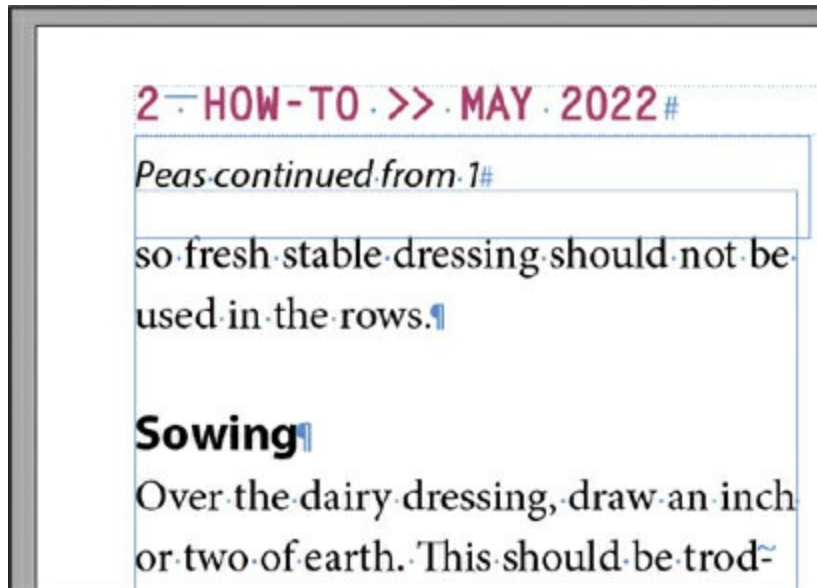 2 — HOW-TO >> MAY 2022
Peas continued from 1
so fresh stable dressing should not be
used in the rows.
Sowing
Over the dairy dressing, draw an inch
or two of earth. This should be trod-